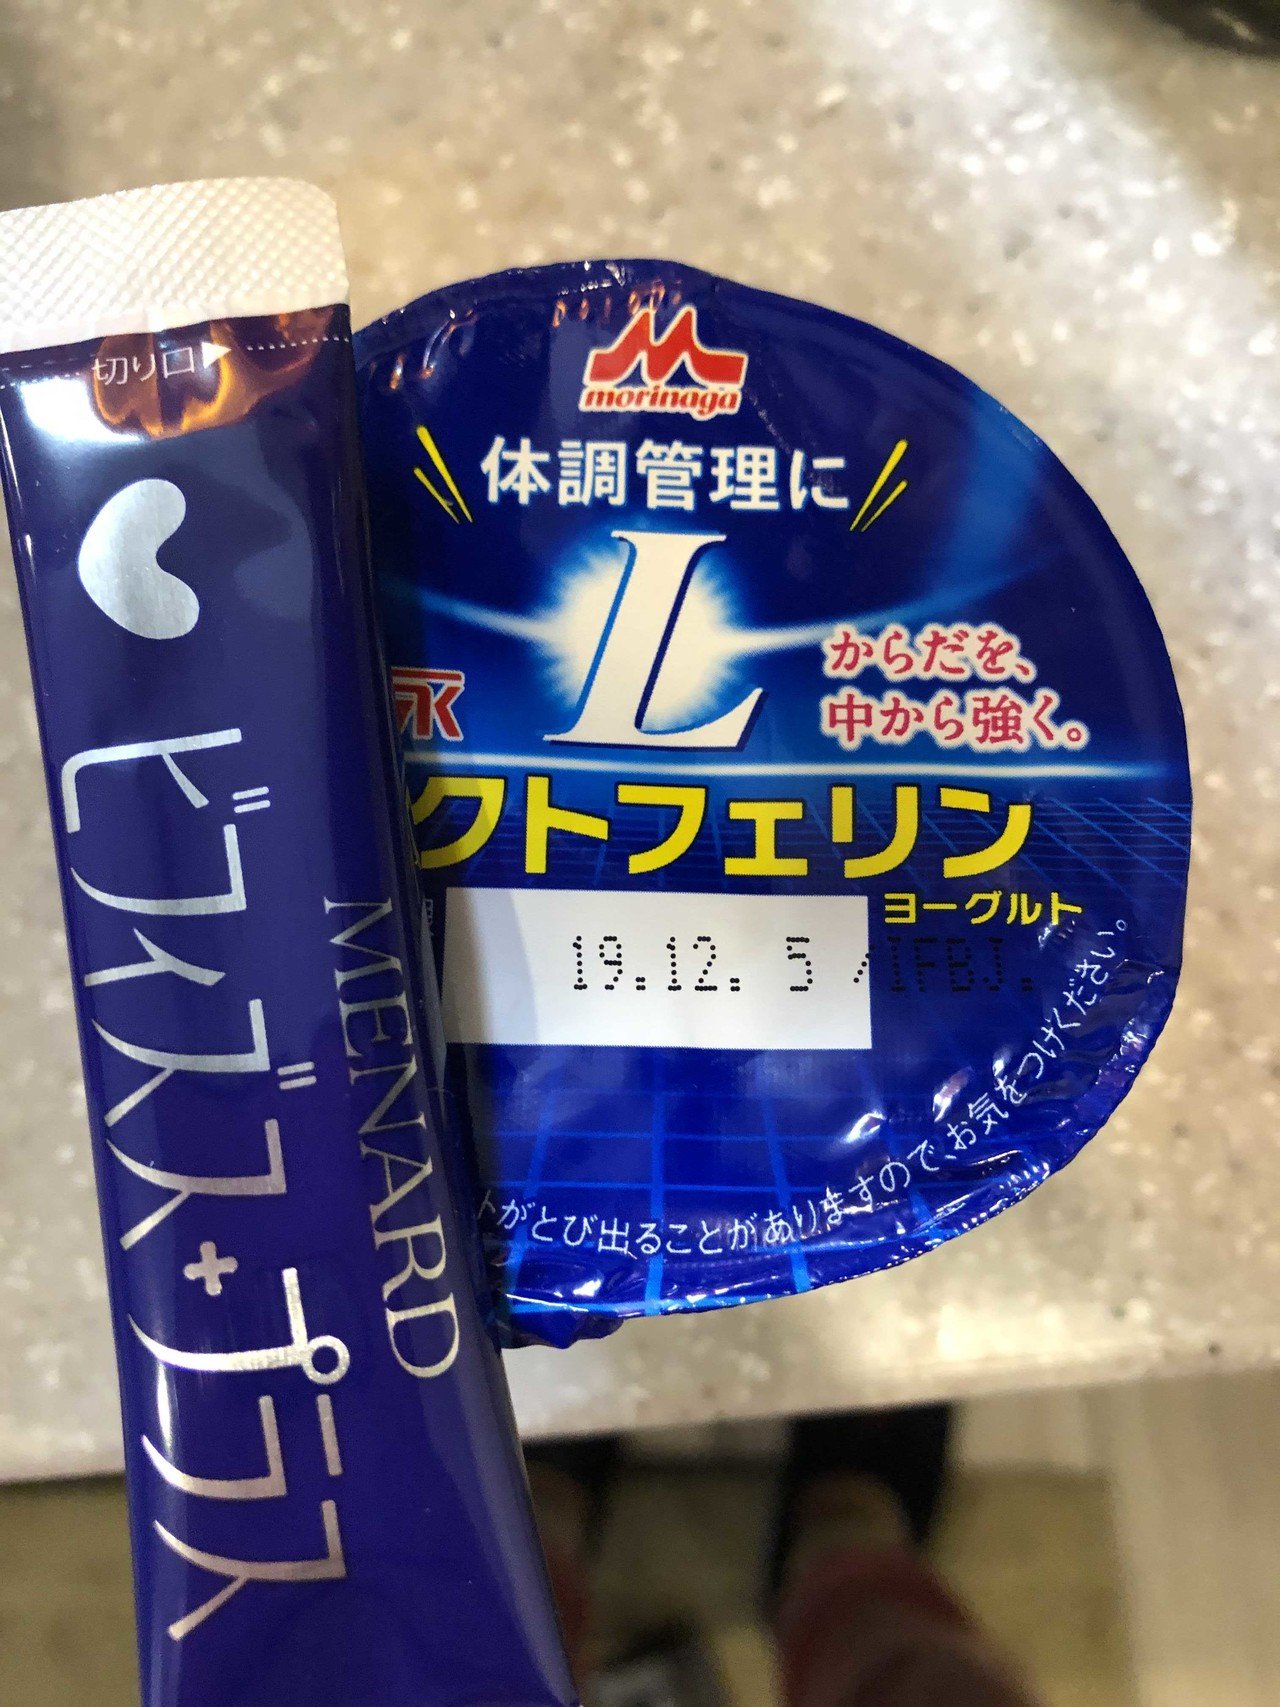 切り口
ビフィズス+プラス
MENARD
morinaga
体調管理に
L
からだを、
中から強く。
クトフェリン
ヨーグルト
19.12. 5 /IFBJ.
がとび出ることがありますので、お気をつけください。